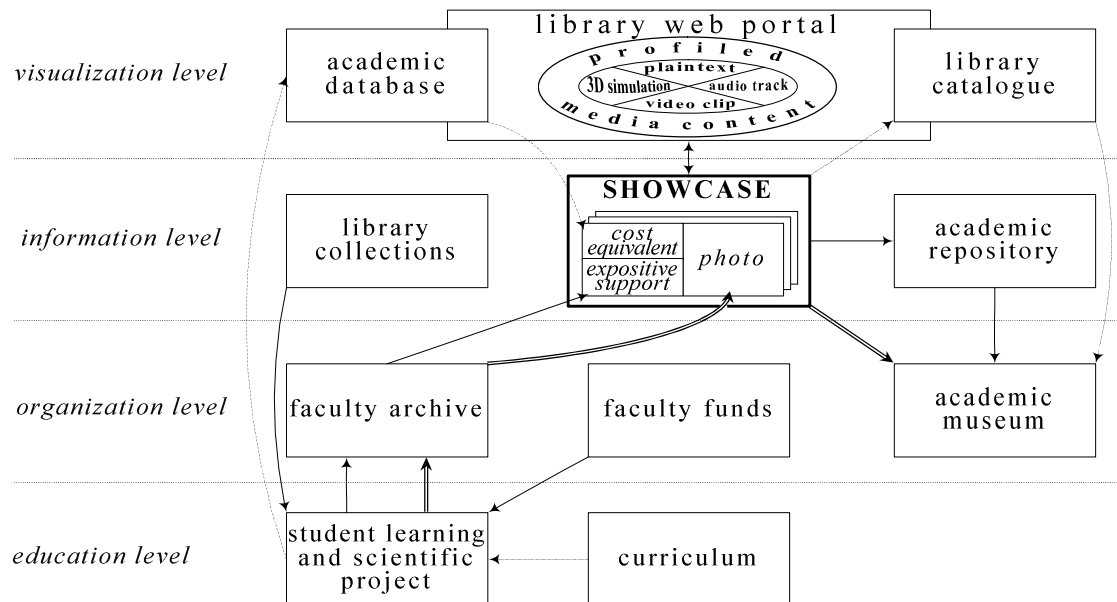 library web portal
visualization level
academic
database
profiled
plaintext
3D simulation
audio track
video clip
media content
library
catalogue
information level
library
collections
SHOWCASE
cost
equivalent
expositive
support
photo
academic
repository
organization level
faculty archive
faculty funds
academic
museum
education level
student learning
and scientific
project
curriculum